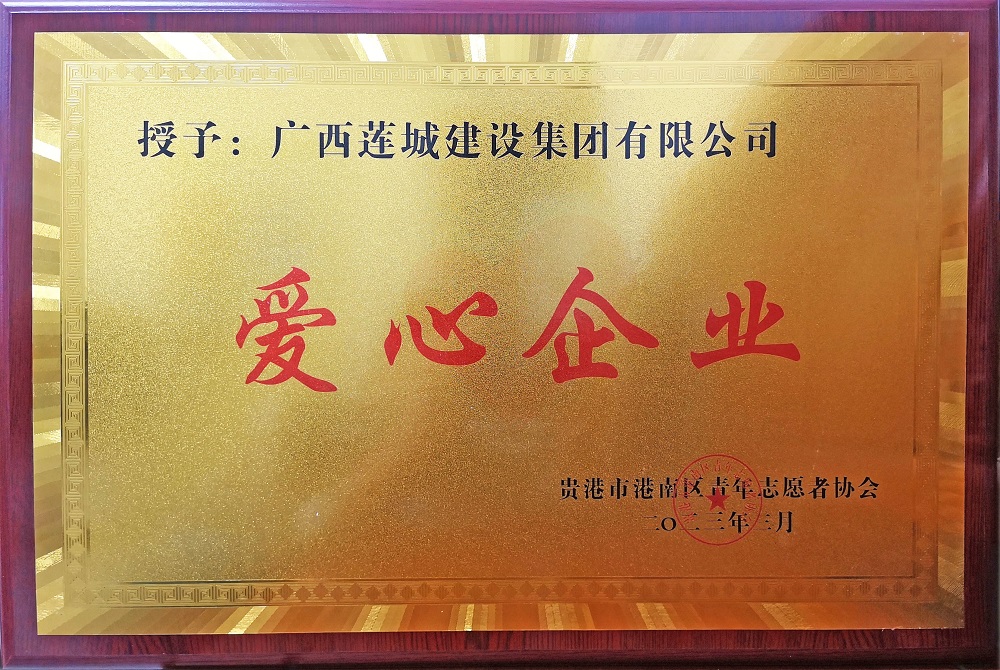 授予：广西莲城建设集团有限公司
爱心企业
贵港市港南区青年志愿者协会
二〇二三年三月